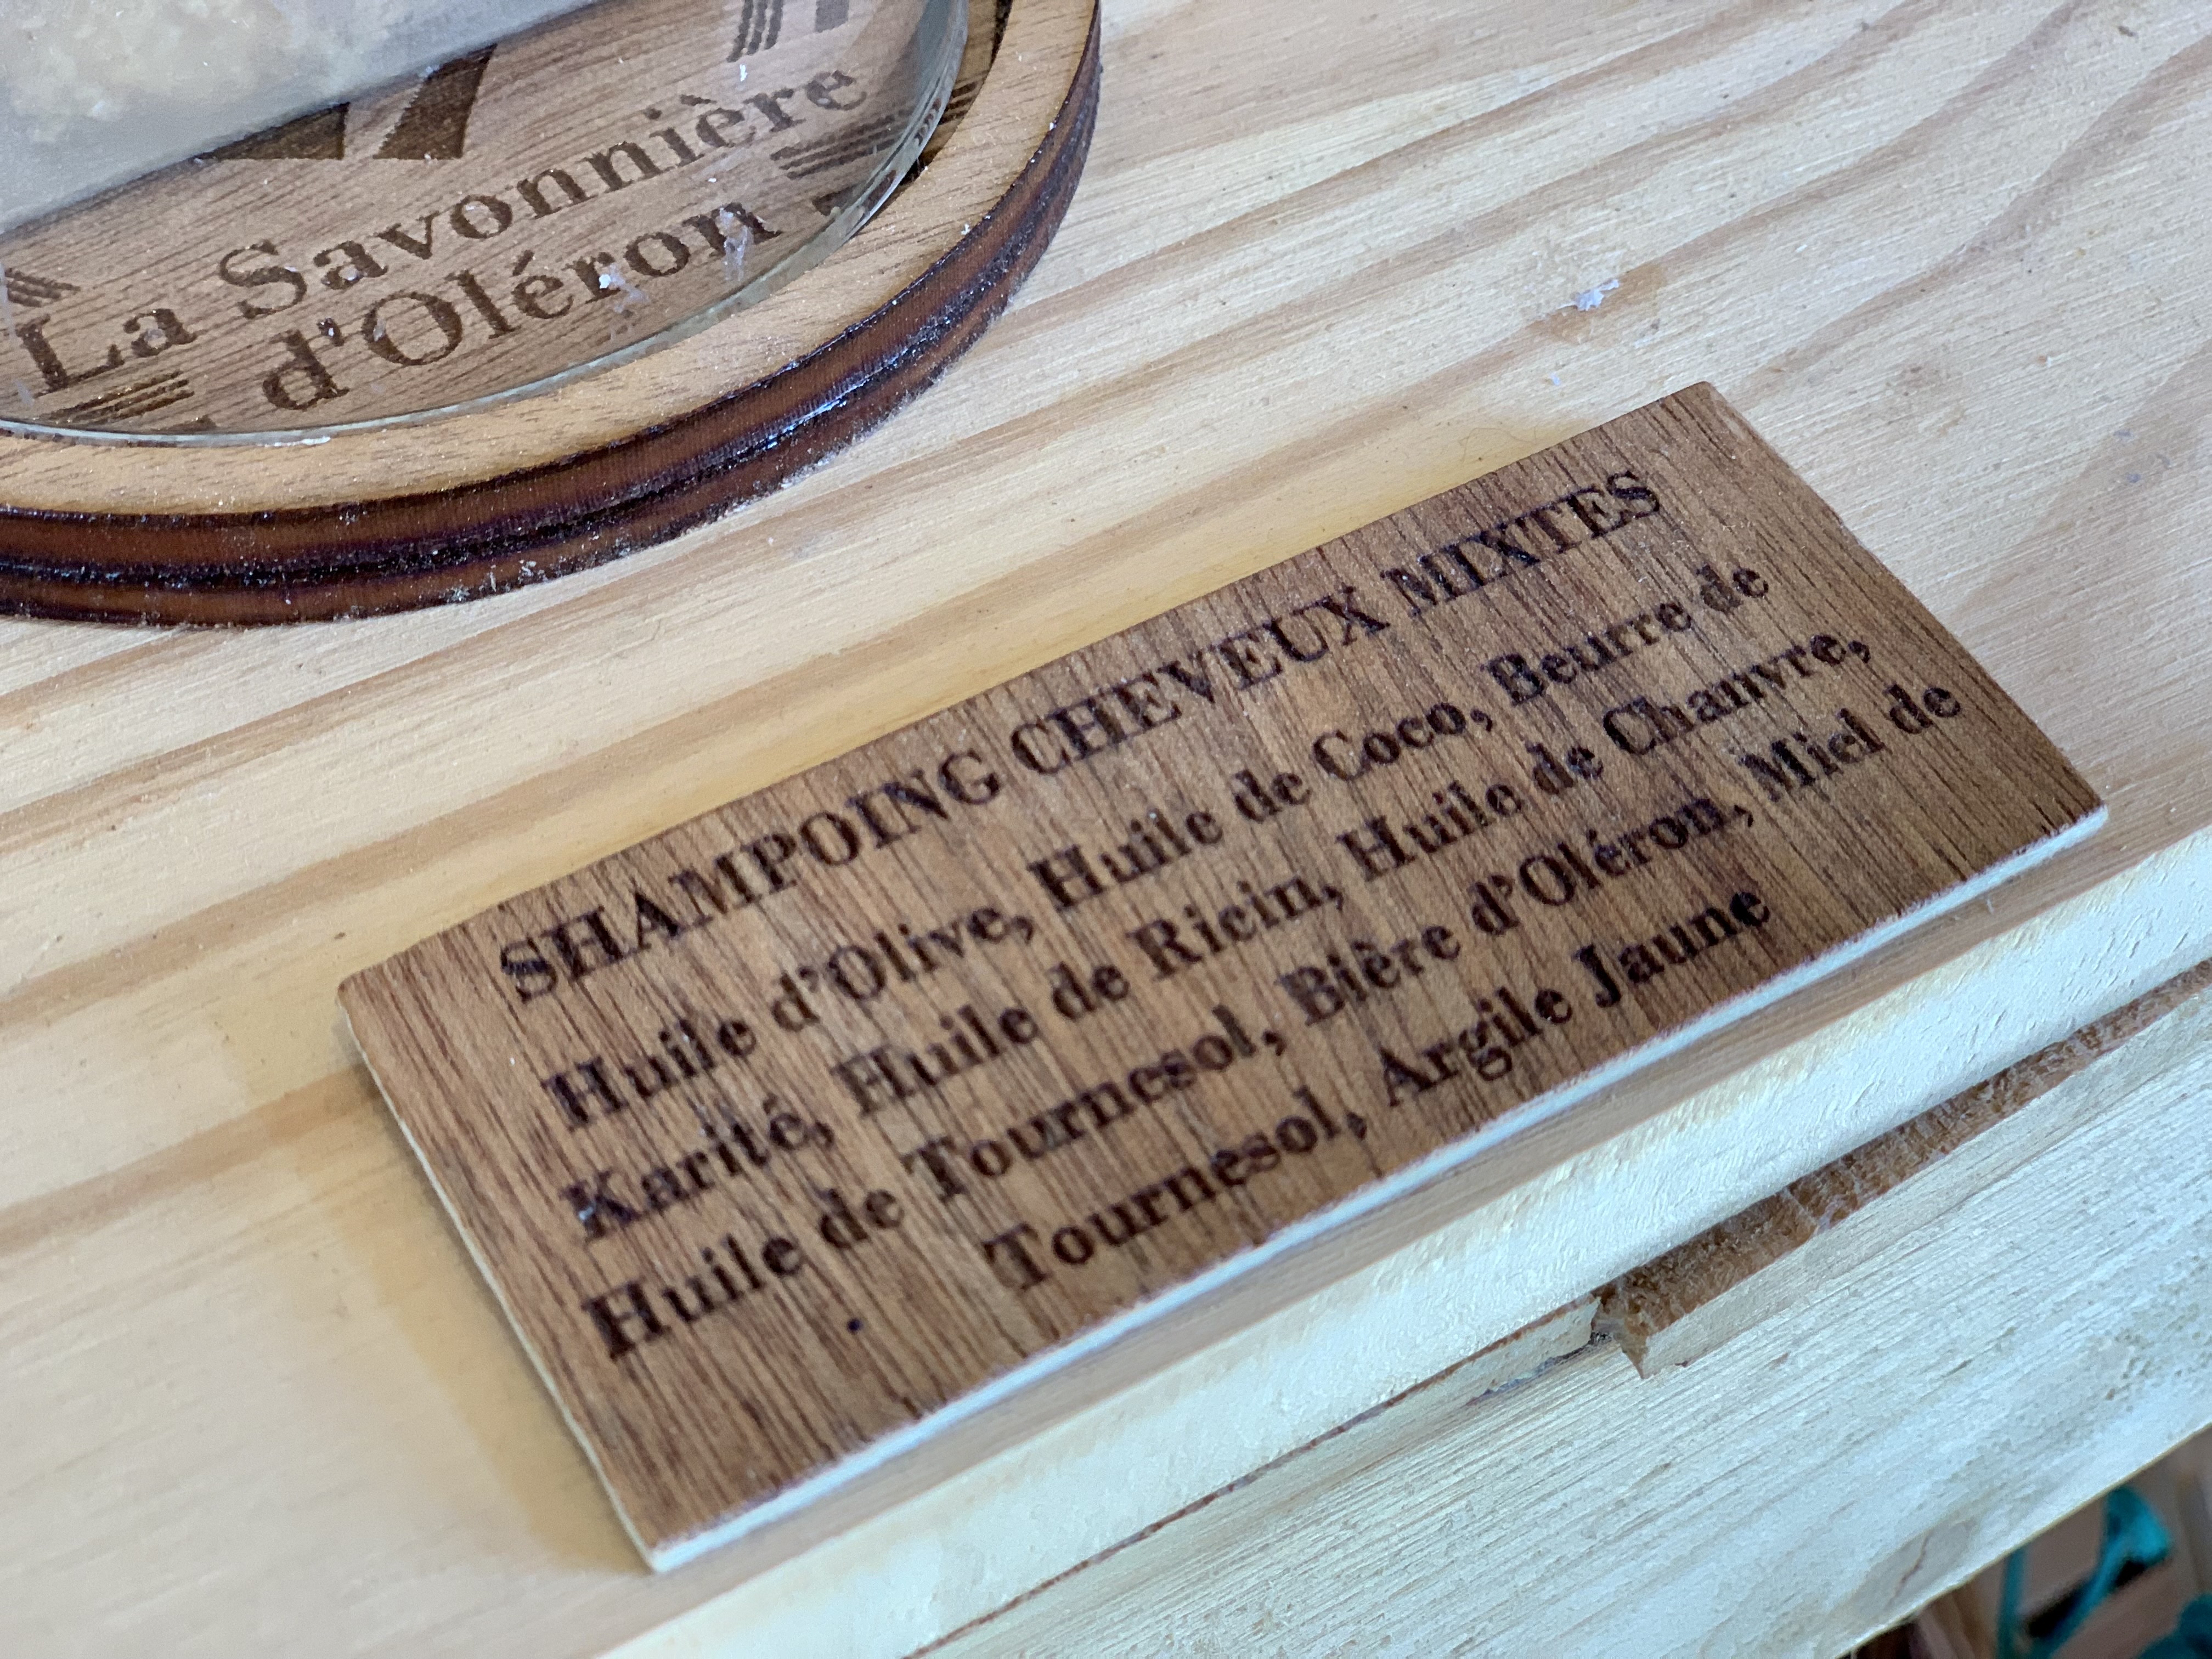 La Savonnière
d'Oléron
SHAMPOING CHEVEUX MIXTES
Huile d'Olive, Huile de Coco, Beurre de
Karité, Huile de Ricin, Huile de Chanvre,
Huile de Tournesol, Bière d'Oléron, Miel de
Tournesol, Argile Jaune